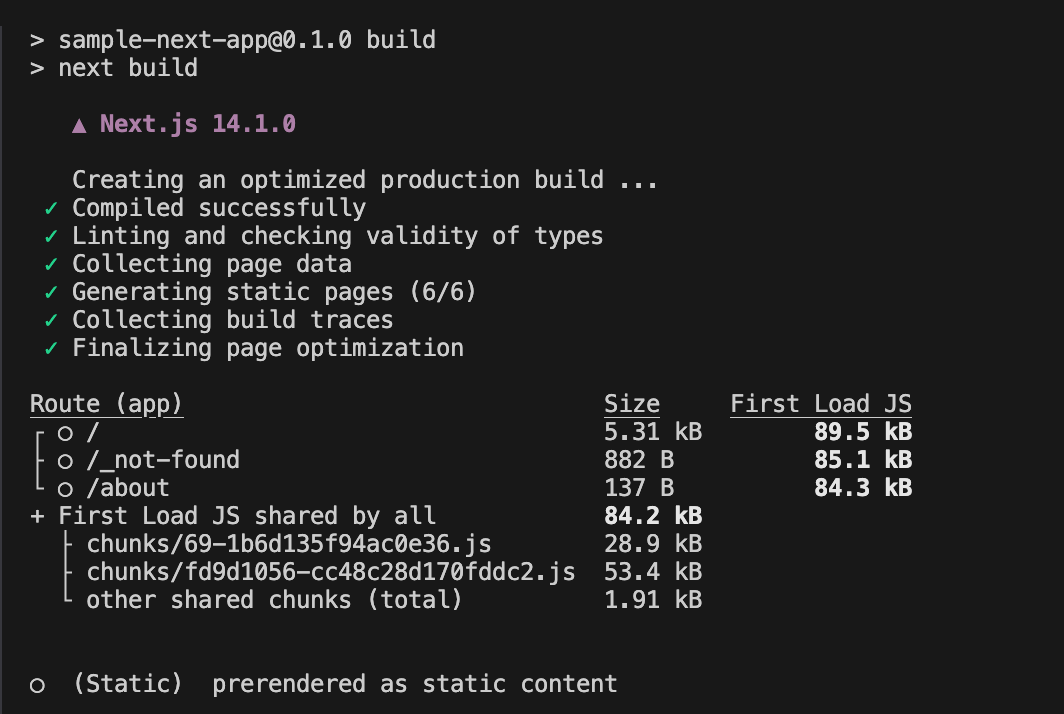 > sample-next-app@0.1.0 build
> next build
▲ Next.js 14.1.0
Creating an optimized production build ...
✓ Compiled successfully
✓ Linting and checking validity of types
✓ Collecting page data
✓ Generating static pages (6/6)
✓ Collecting build traces
✓ Finalizing page optimization
Route (app) Size First Load JS
┌ ○ / 5.31 kB 89.5 kB
├ ○ /_not-found 882 B 85.1 kB
└ ○ /about 137 B 84.3 kB
+ First Load JS shared by all 84.2 kB
├ chunks/69-1b6d135f94ac0e36.js 28.9 kB
├ chunks/fd9d1056-cc48c28d170fddc2.js 53.4 kB
└ other shared chunks (total) 1.91 kB
○ (Static) prerendered as static content